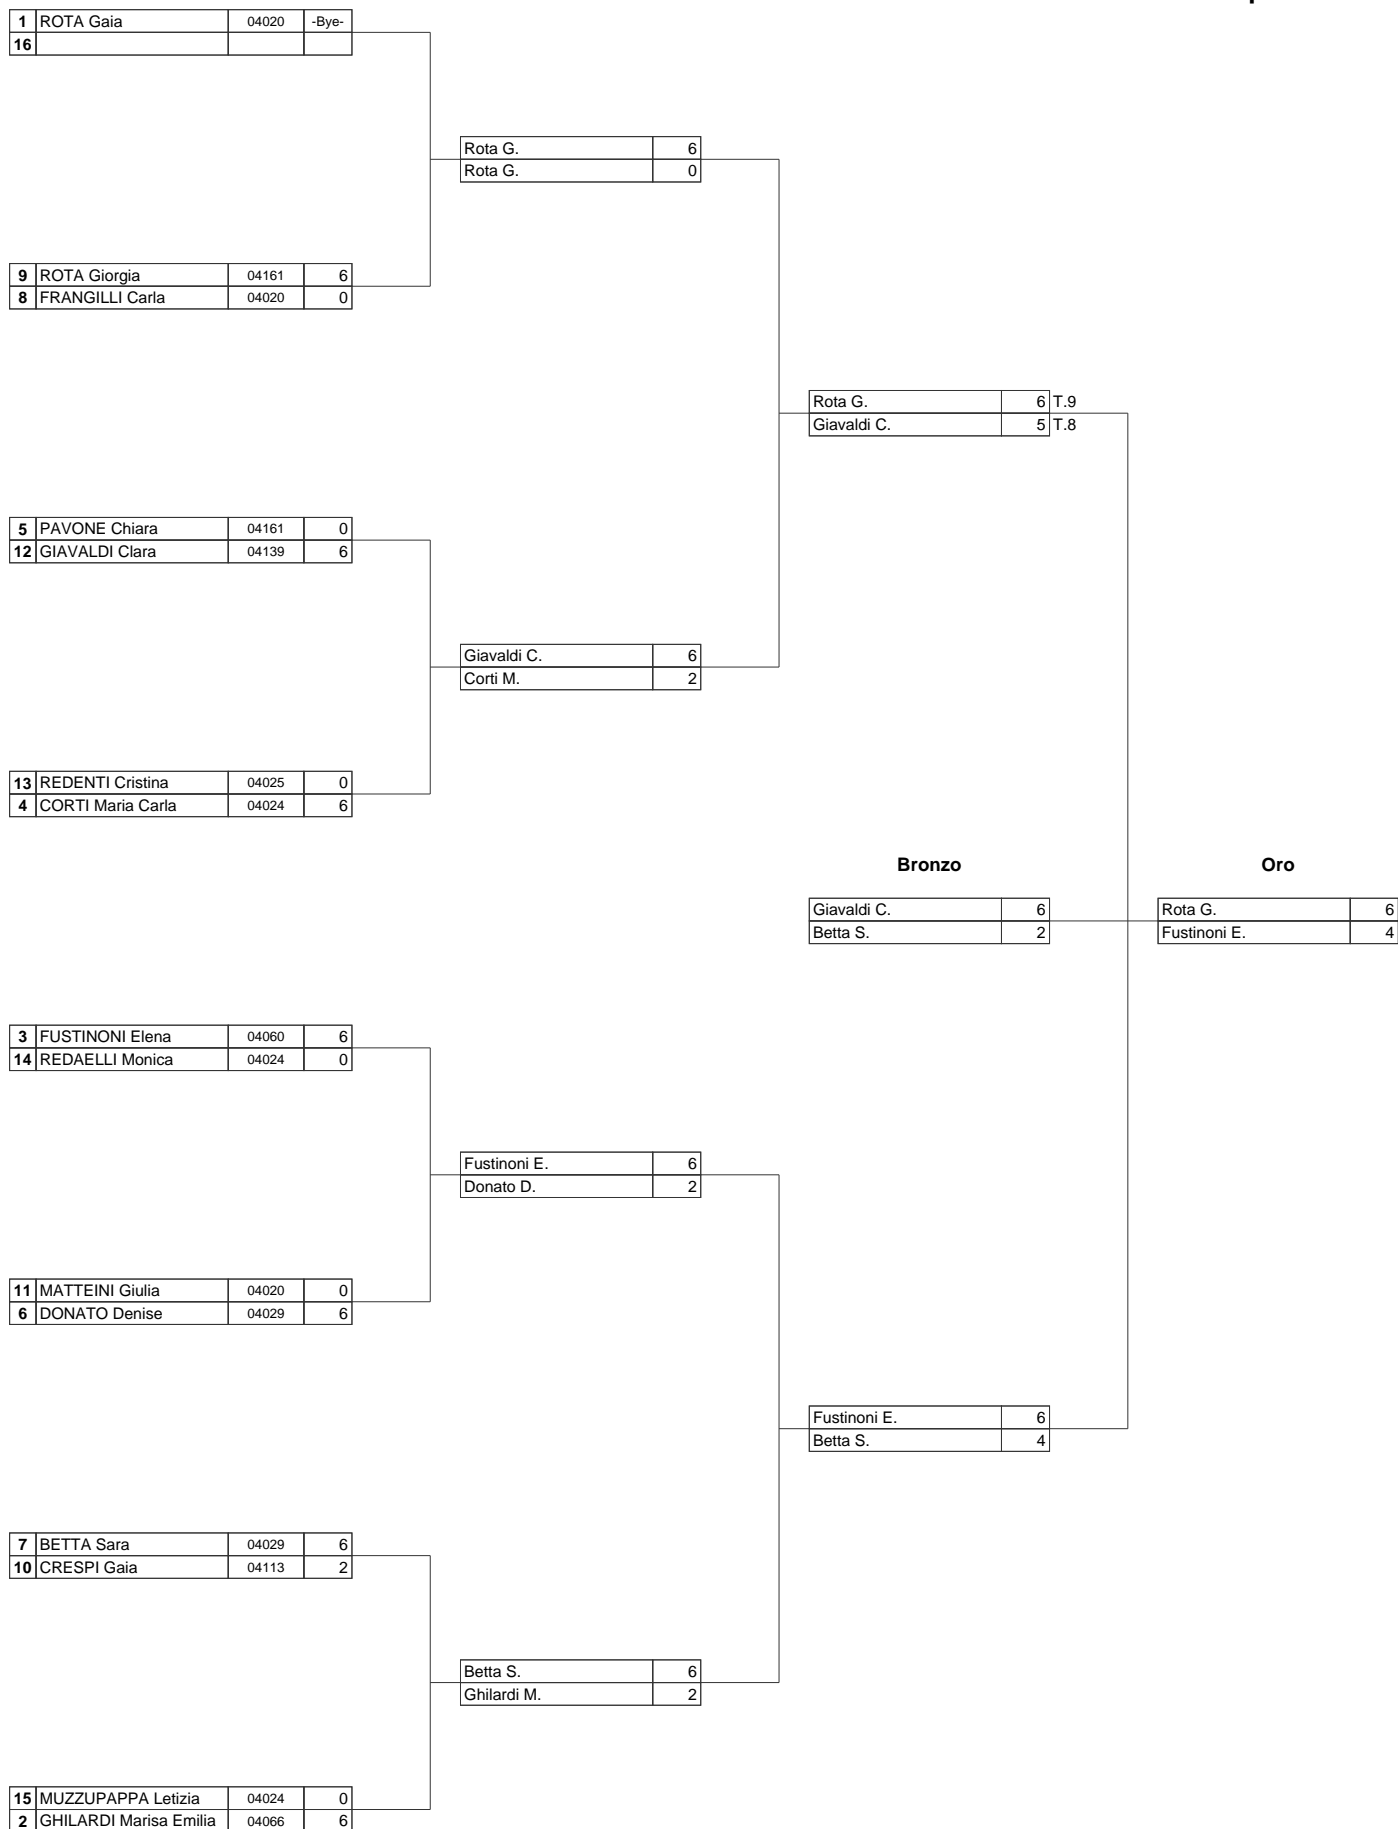 1 ROTA Gaia 04020 -Bye-
16
Rota G. 6
Rota G. 0
9 ROTA Giorgia 04161 6
8 FRANGILLI Carla 04020 0
Rota G. 6 T.9
Giavaldi C. 5 T.8
5 PAVONE Chiara 04161 0
12 GIAVALDI Clara 04139 6
Giavaldi C. 6
Corti M. 2
13 REDENTI Cristina 04025 0
4 CORTI Maria Carla 04024 6
Bronzo Oro
Giavaldi C. 6 Rota G. 6
Betta S. 2 Fustinoni E. 4
3 FUSTINONI Elena 04060 6
14 REDAELLI Monica 04024 0
Fustinoni E. 6
Donato D. 2
11 MATTEINI Giulia 04020 0
6 DONATO Denise 04029 6
Fustinoni E. 6
Betta S. 4
7 BETTA Sara 04029 6
10 CRESPI Gaia 04113 2
Betta S. 6
Ghilardi M. 2
15 MUZZUPAPPA Letizia 04024 0
2 GHILARDI Marisa Emilia 04066 6